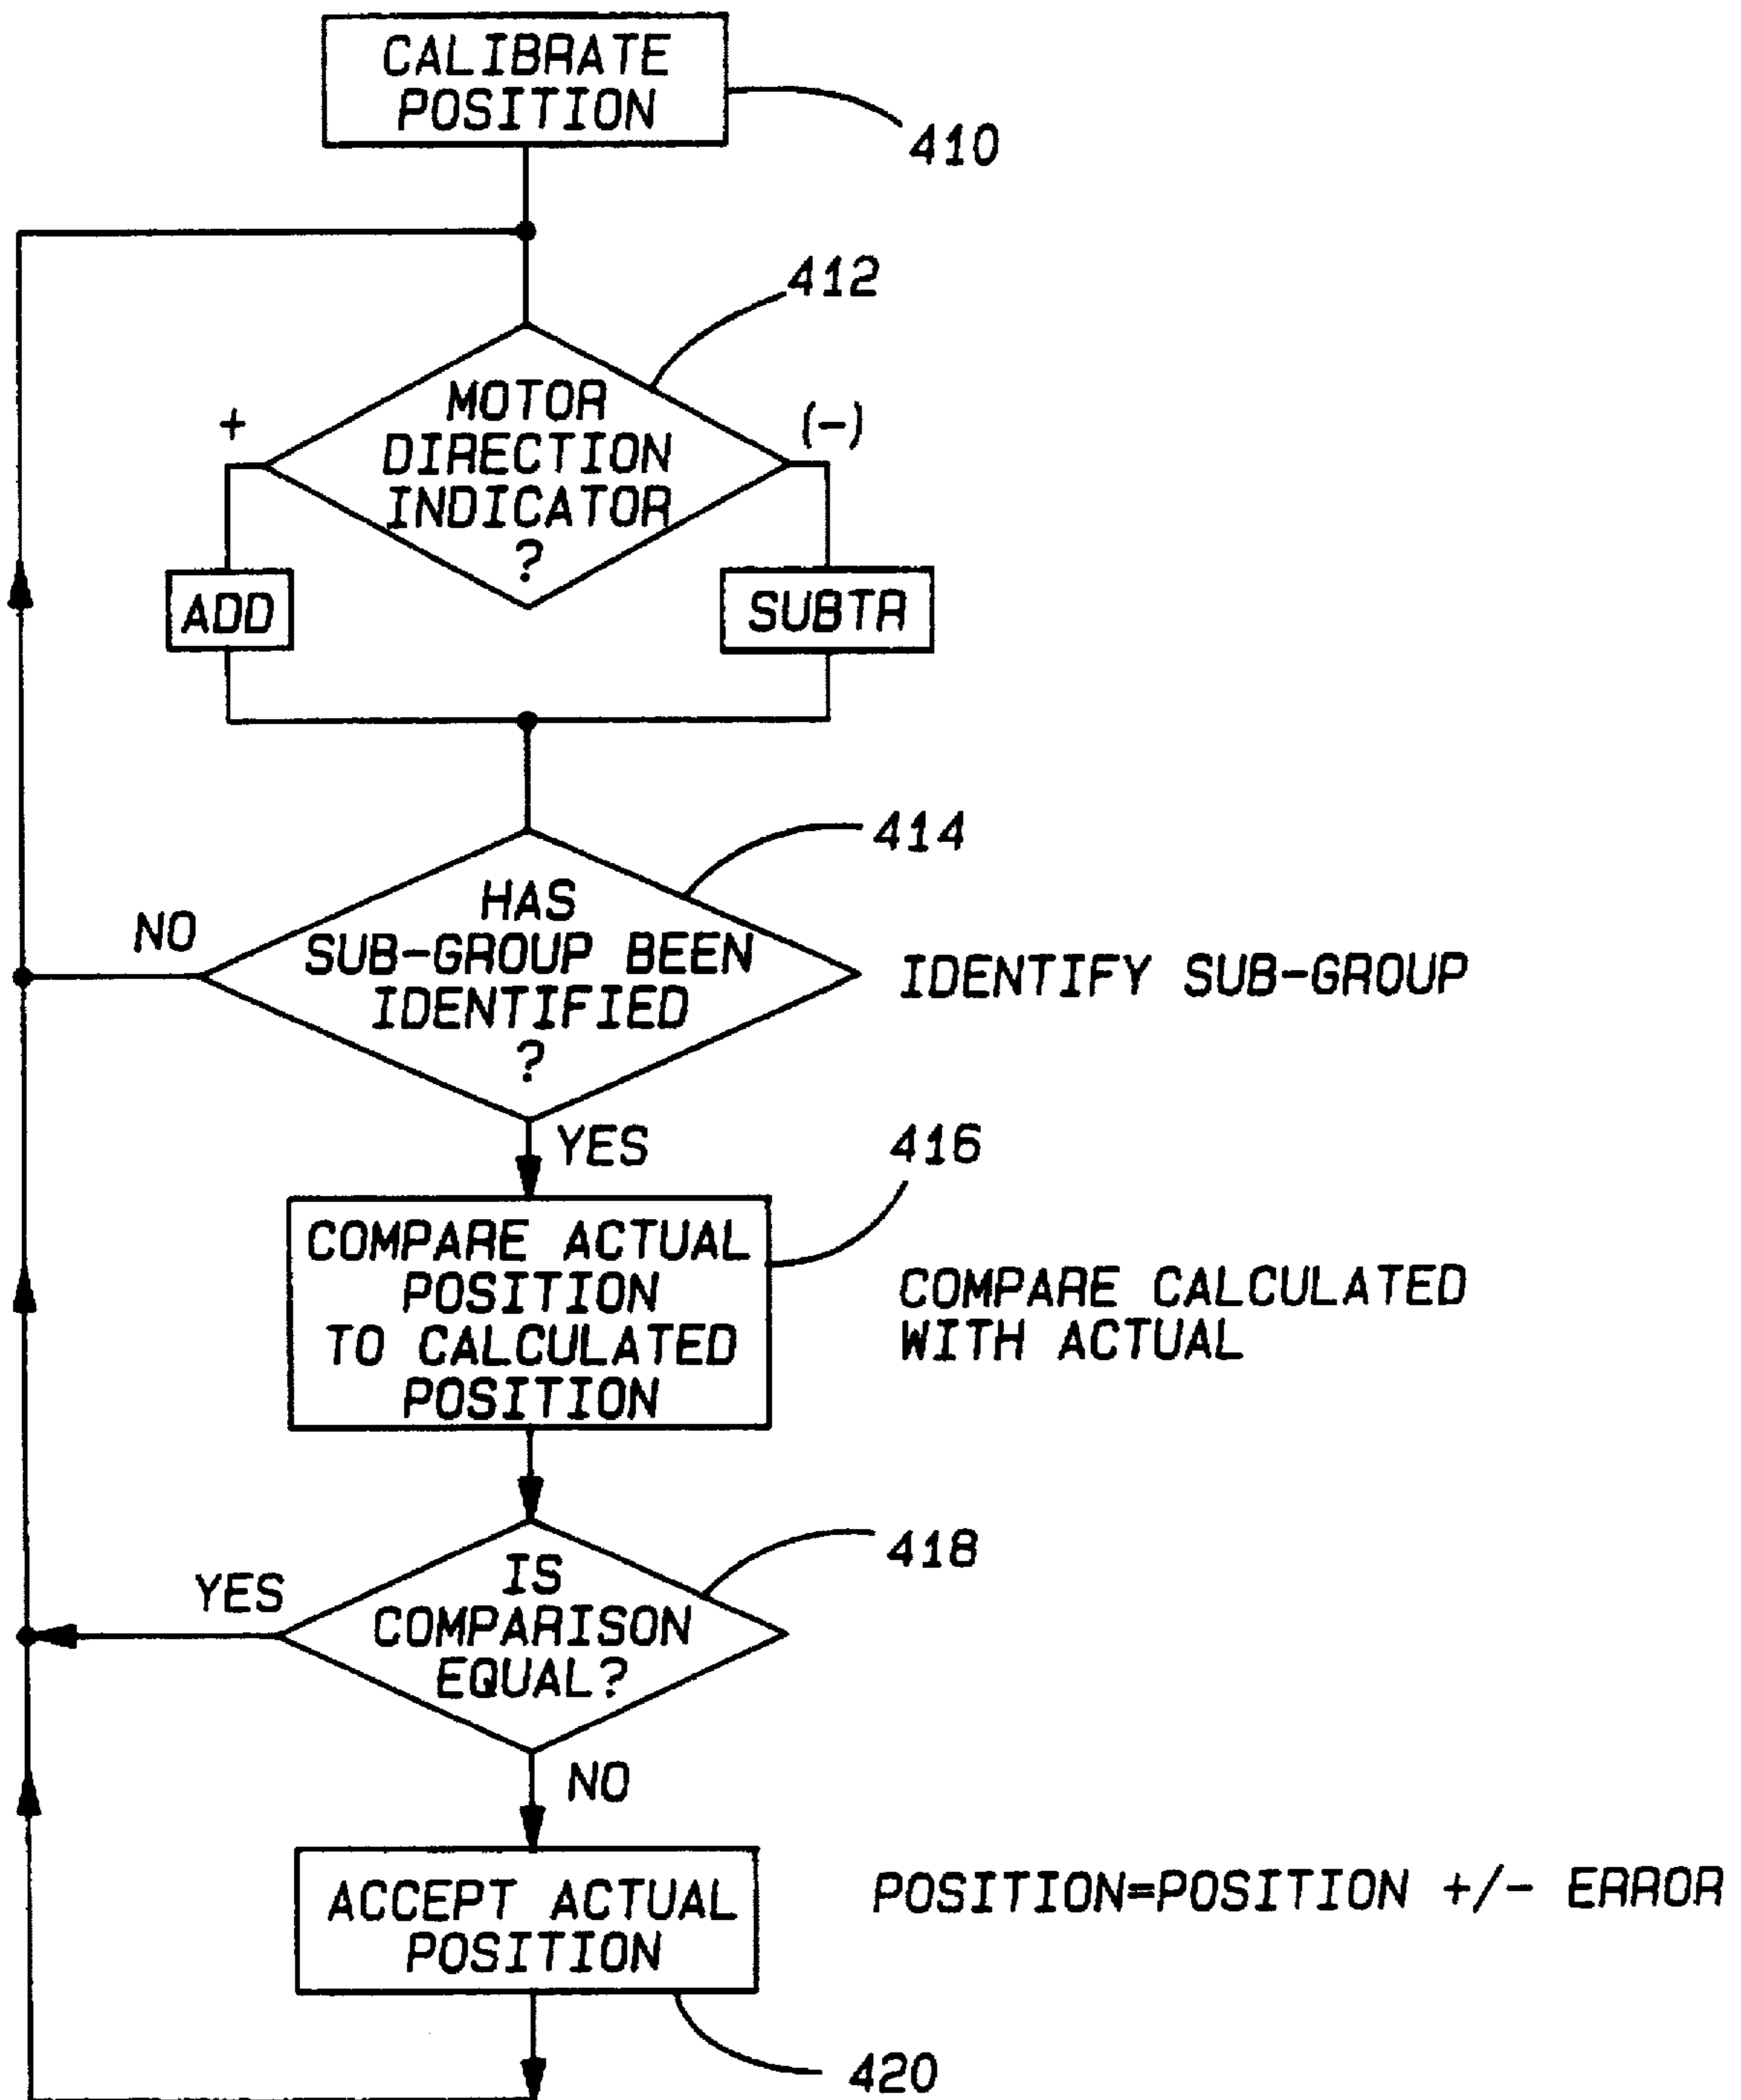 CALIBRATE
POSITION
410
412
MOTOR
DIRECTION
INDICATOR
?
+
(-)
ADD
SUBTR
414
HAS
SUB-GROUP BEEN
IDENTIFIED
?
NO
IDENTIFY SUB-GROUP
YES
416
COMPARE ACTUAL
POSITION
TO CALCULATED
POSITION
COMPARE CALCULATED
WITH ACTUAL
418
IS
COMPARISON
EQUAL?
YES
NO
ACCEPT ACTUAL
POSITION
POSITION=POSITION +/- ERROR
420